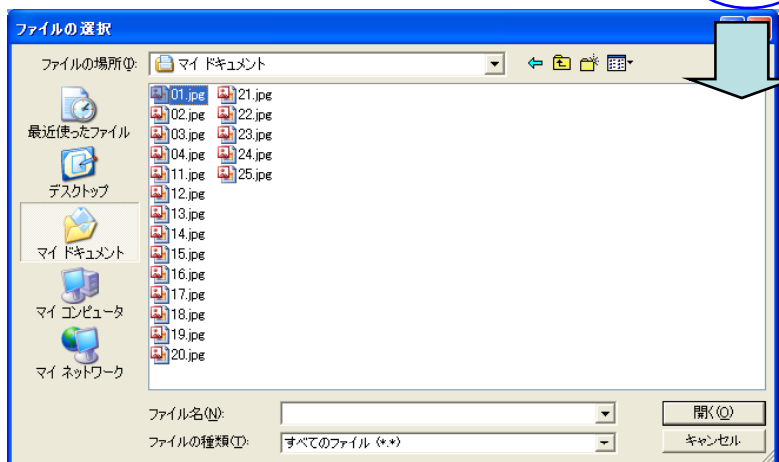 ファイルの選択
ファイルの場所(I):
マイ ドキュメント
最近使ったファイル
デスクトップ
マイ ドキュメント
マイ コンピュータ
マイ ネットワーク
01.jpg
02.jpg
03.jpg
04.jpg
11.jpg
12.jpg
13.jpg
14.jpg
15.jpg
16.jpg
17.jpg
18.jpg
19.jpg
20.jpg
21.jpg
22.jpg
23.jpg
24.jpg
25.jpg
ファイル名(N):
開く(O)
ファイルの種類(T):
すべてのファイル (*.*)
キャンセル